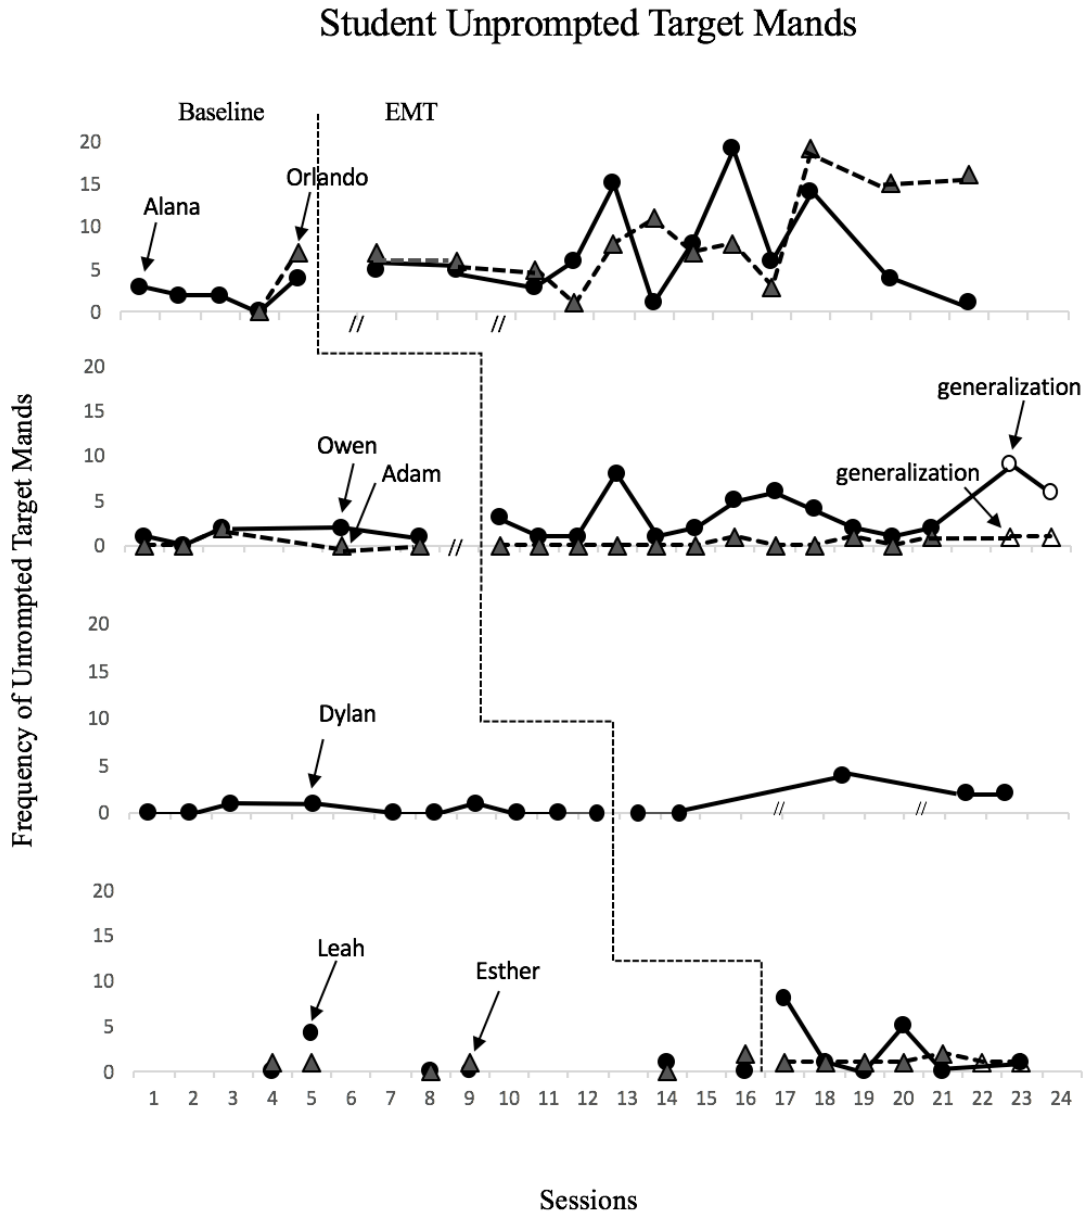 Student Unprompted Target Mands
Baseline
EMT
20
15
10
5
0
Alana
Orlando
//
//
Frequency of Unrompted Target Mands
20
15
10
5
0
Owen
Adam
generalization
generalization
//
20
15
10
5
0
Dylan
//
//
20
15
10
5
0
Leah
Esther
1 2 3 4 5 6 7 8 9 10 11 12 13 14 15 16 17 18 19 20 21 22 23 24
Sessions